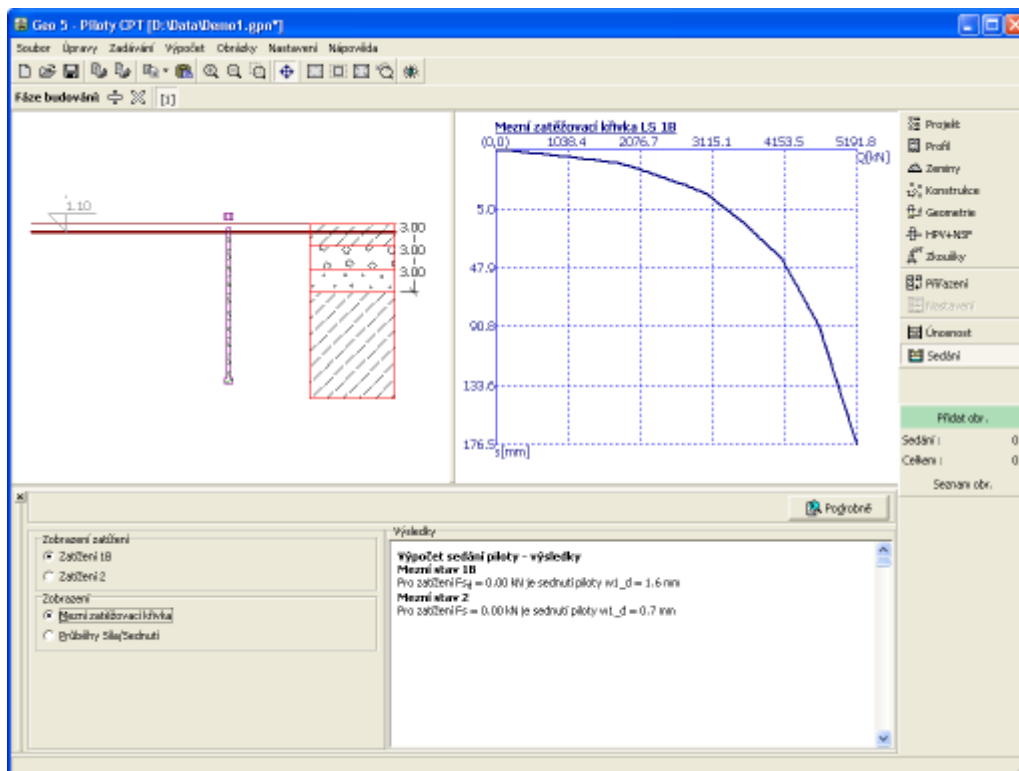 Geo 5 - Piloty CPT [D:\Data\Demo1.gpn*]
Soubor Úpravy Zadávání Výpočet Obrázky Nastavení Nápověda
Fáze budování: [1]
1.10
3.00
3.00
3.00
Mezní zatěžovací křivka LS 1B
(0,0) 1038.4 2076.7 3115.1 4153.5 5191.8
Q[kN]
5.0
47.9
90.8
133.6
176.5
s[mm]
Projekt
Profil
Zeminy
Konstrukce
Geometrie
HPV+NSF
Zkoušky
Přiřazení
Nastavení
Únosnost
Sedání
Přidat obr.
Sedání : 0
Celkem : 0
Seznam obr.
Podrobně
Zobrazení zatížení
Zatížení 1B
Zatížení 2
Zobrazení
Mezní zatěžovací křivka
Průběhy Síla/Sednutí
Výsledky
Výpočet sedání piloty - výsledky
Mezní stav 1B
Pro zatížení Fs,d = 0.00 kN je sednutí piloty w1_d = 1.6 mm
Mezní stav 2
Pro zatížení Fs = 0.00 kN je sednutí piloty w1_d = 0.7 mm